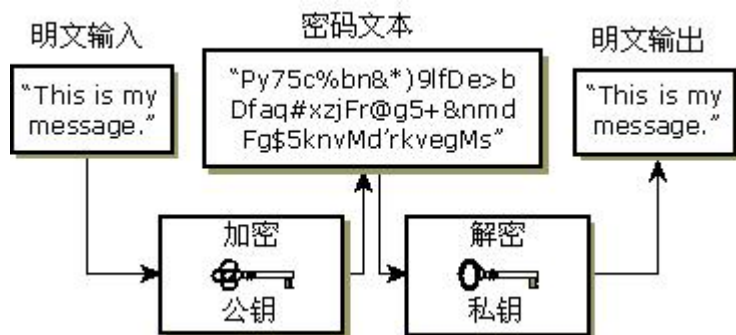 明文输入
"This is my
message."
密码文本
"Py75c%bn&*)9lfDe>b
Dfaq#xzjFr@g5+&nmd
Fg$5knvMd'rkvegMs"
明文输出
"This is my
message."
加密
公钥
解密
私钥